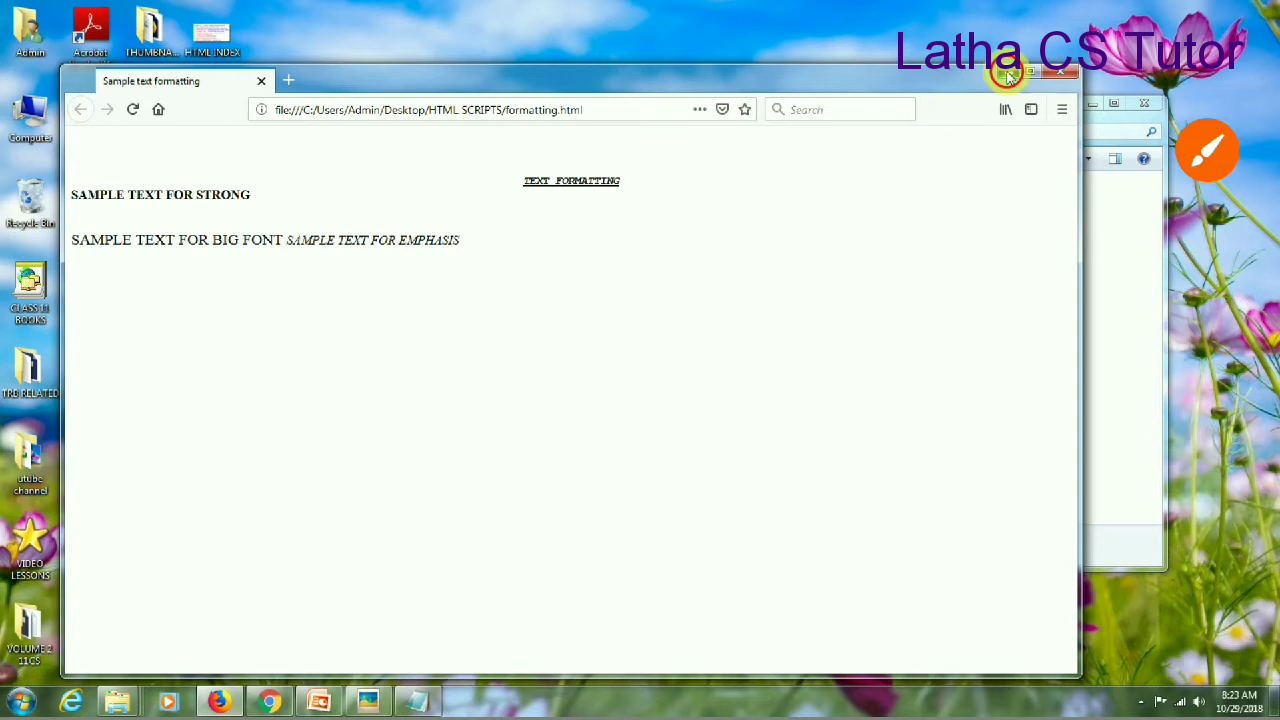 Admin
Acrobat
THUMBNA...
HTML INDEX
Latha CS Tutor
Sample text formatting
file:///C:/Users/Admin/Desktop/HTML SCRIPTS/formatting.html
Search
Computer
TEXT FORMATTING
SAMPLE TEXT FOR STRONG
Recycle Bin
SAMPLE TEXT FOR BIG FONT SAMPLE TEXT FOR EMPHASIS
CLASS 11
BOOKS
TRB RELATED
utube
channel
VIDEO
LESSONS
VOLUME 2
11CS
8:23 AM
10/29/2018